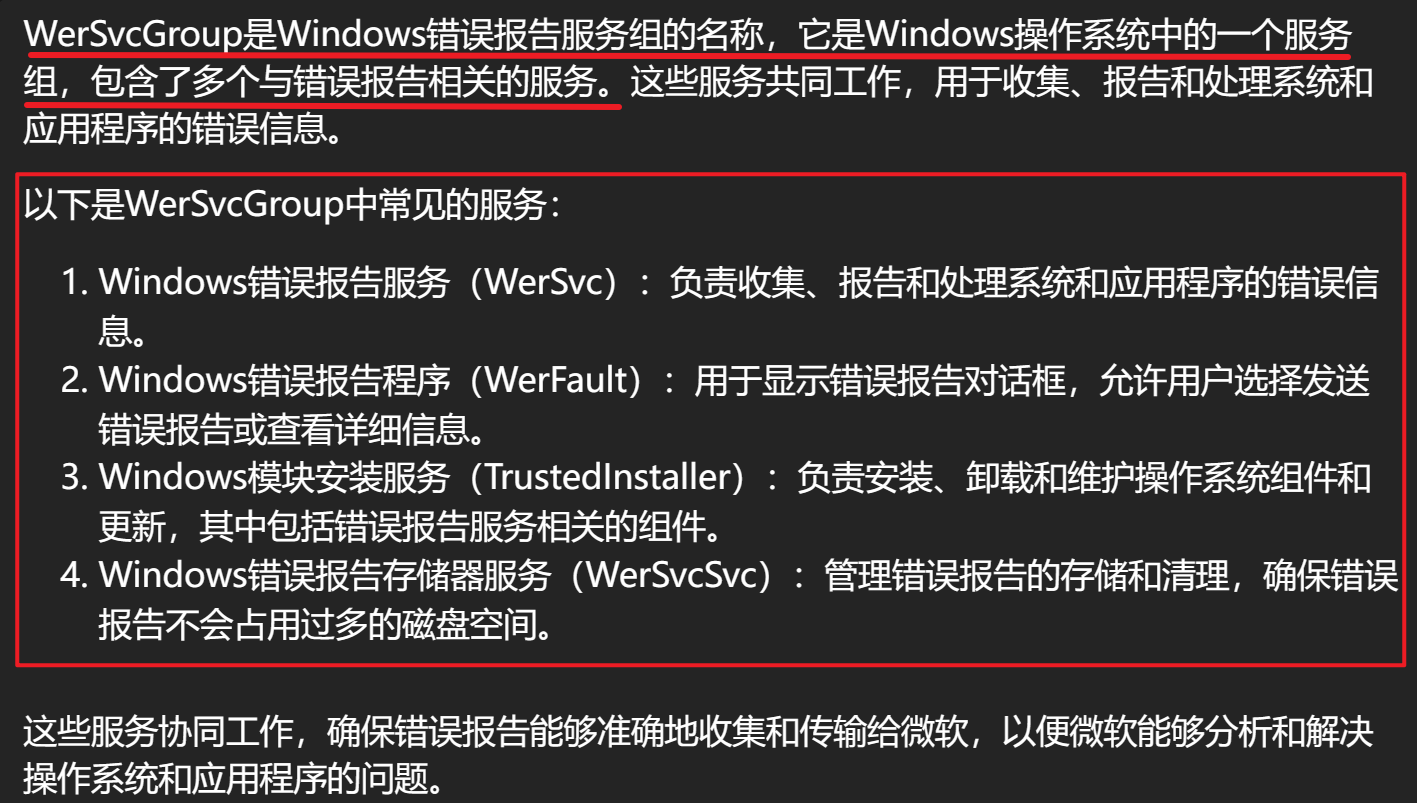 WerSvcGroup是Windows错误报告服务组的名称，它是Windows操作系统中的一个服务
组，包含了多个与错误报告相关的服务。这些服务共同工作，用于收集、报告和处理系统和
应用程序的错误信息。
以下是WerSvcGroup中常见的服务：
1. Windows错误报告服务（WerSvc）：负责收集、报告和处理系统和应用程序的错误信
息。
2. Windows错误报告程序（WerFault）：用于显示错误报告对话框，允许用户选择发送
错误报告或查看详细信息。
3. Windows模块安装服务（TrustedInstaller）：负责安装、卸载和维护操作系统组件和
更新，其中包括错误报告服务相关的组件。
4. Windows错误报告存储器服务（WerSvcSvc）：管理错误报告的存储和清理，确保错误
报告不会占用过多的磁盘空间。
这些服务协同工作，确保错误报告能够准确地收集和传输给微软，以便微软能够分析和解决
操作系统和应用程序的问题。